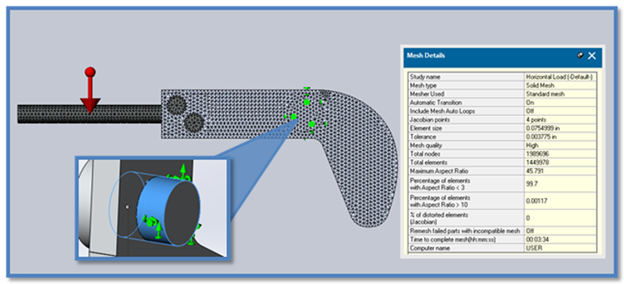 Mesh Details
Study name Horizontal Load (-Default-)
Mesh type Solid Mesh
Mesher Used Standard mesh
Automatic Transition On
Include Mesh Auto Loops Off
Jacobian points 4 points
Element size 0.0754999 in
Tolerance 0.003775 in
Mesh quality High
Total nodes 1989696
Total elements 1449978
Maximum Aspect Ratio 45.791
Percentage of elements
with Aspect Ratio < 3 99.7
Percentage of elements
with Aspect Ratio > 10 0.00117
% of distorted elements
(Jacobian) 0
Remesh failed parts with incompatible mesh Off
Time to complete mesh(hh:mm:ss) 00:03:34
Computer name USER